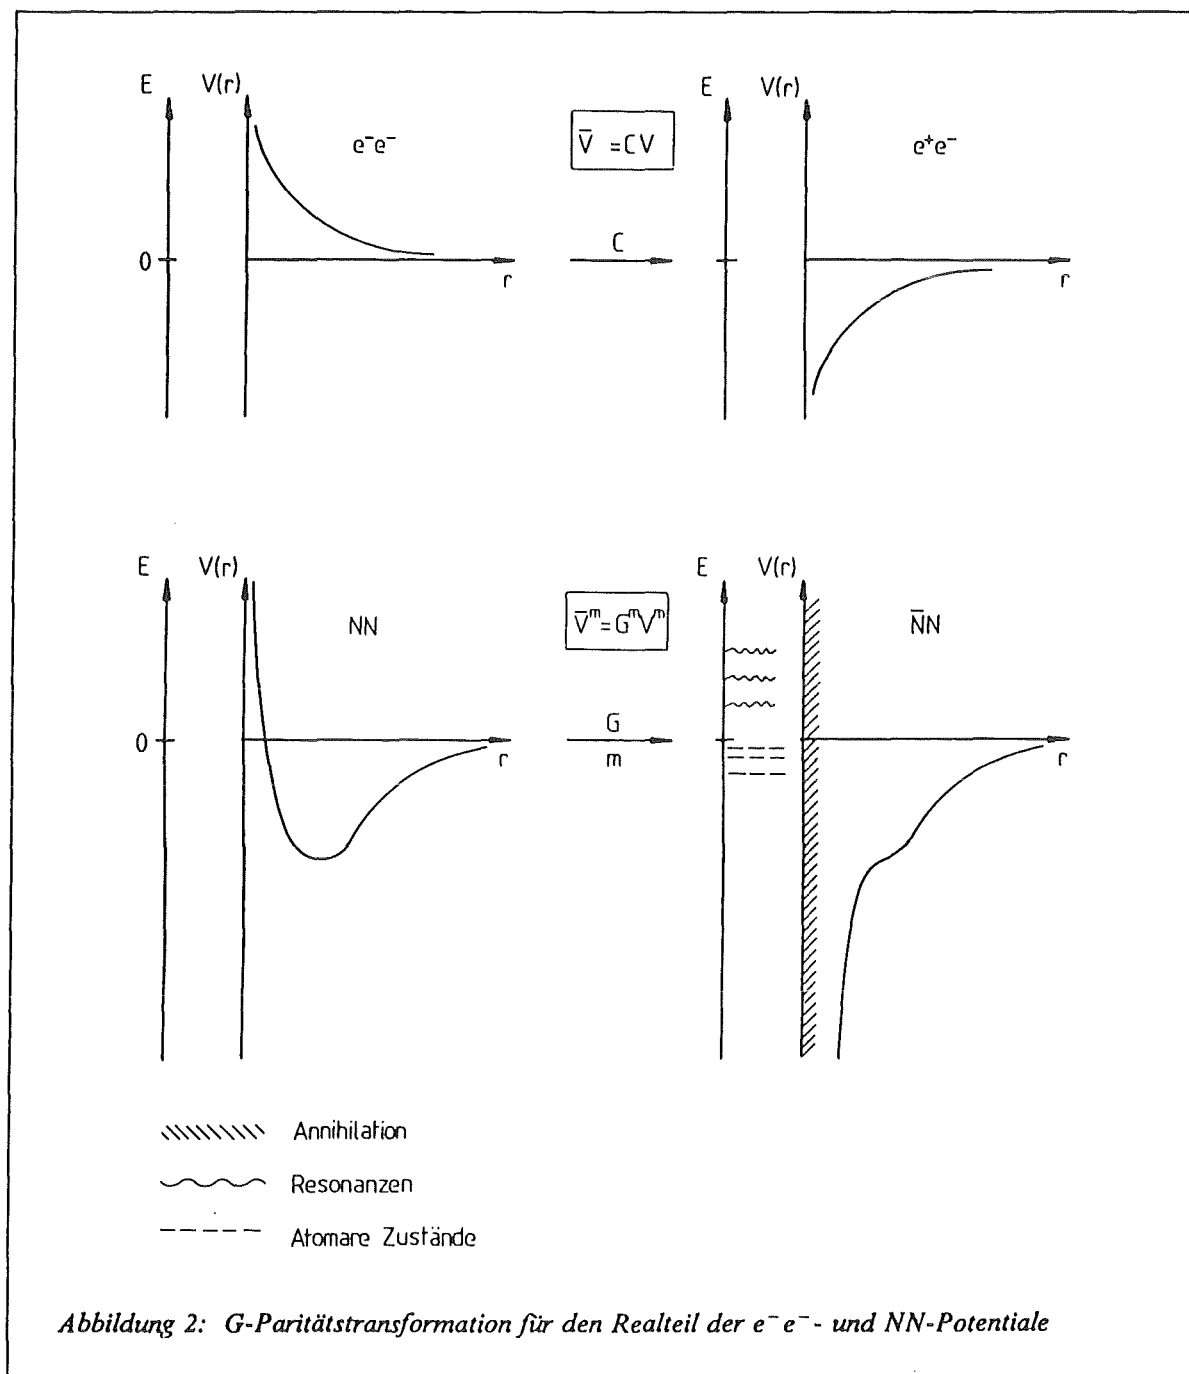 E V(r)
e⁻e⁻
V̄ = CV
E V(r)
e⁺e⁻
0
r
C
r
E V(r)
NN
V̄ᵐ=GᵐVᵐ
E V(r)
N̄N
0
r
G
m
r
Annihilation
Resonanzen
Atomare Zustände
Abbildung 2: G-Paritätstransformation für den Realteil der e⁻e⁻- und NN-Potentiale